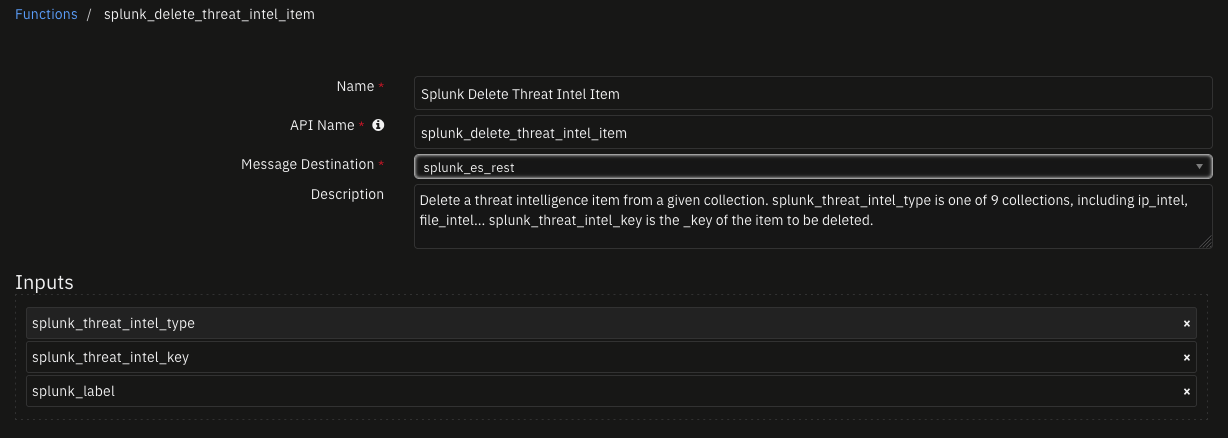 Functions / splunk_delete_threat_intel_item
Name *
Splunk Delete Threat Intel Item
API Name *
splunk_delete_threat_intel_item
Message Destination *
splunk_es_rest
Description
Delete a threat intelligence item from a given collection. splunk_threat_intel_type is one of 9 collections, including ip_intel,
file_intel... splunk_threat_intel_key is the _key of the item to be deleted.
Inputs
splunk_threat_intel_type ×
splunk_threat_intel_key ×
splunk_label ×